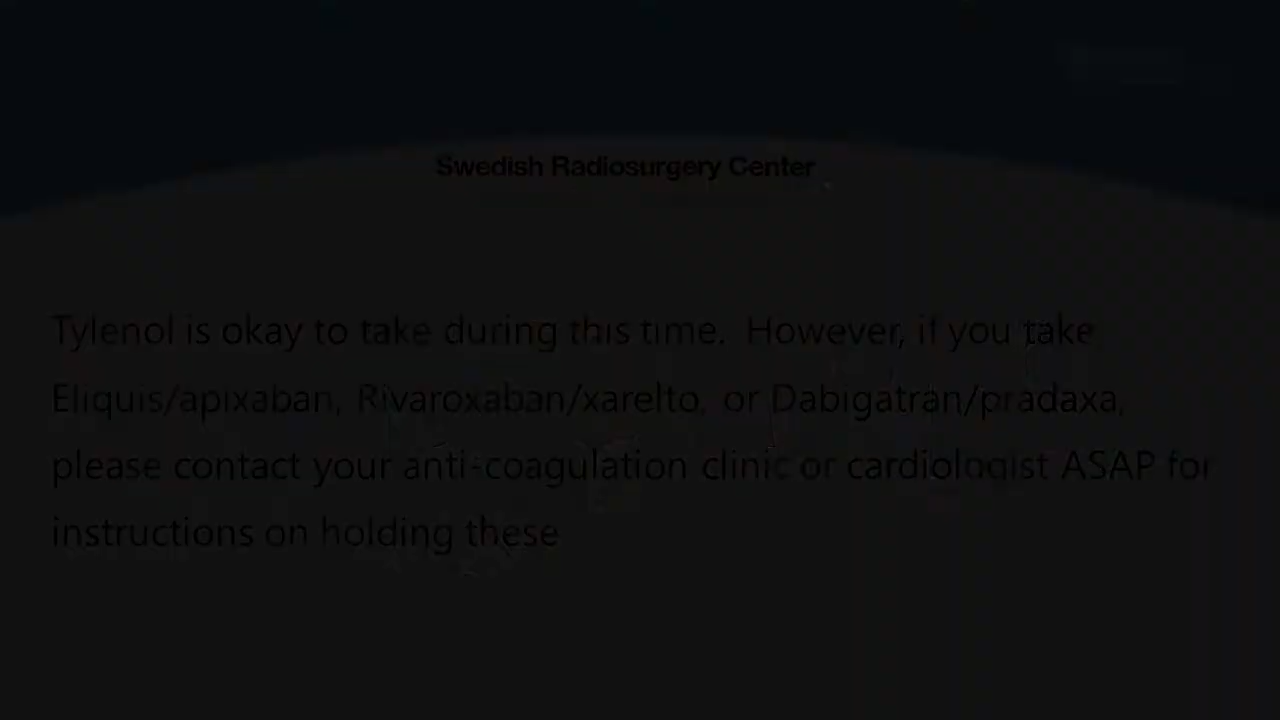 Swedish Radiosurgery Center
Tylenol is okay to take during this time. However, if you take
Eliquis/apixaban, Rivaroxaban/xarelto, or Dabigatran/pradaxa,
please contact your anti-coagulation clinic or cardiologist ASAP for
instructions on holding these